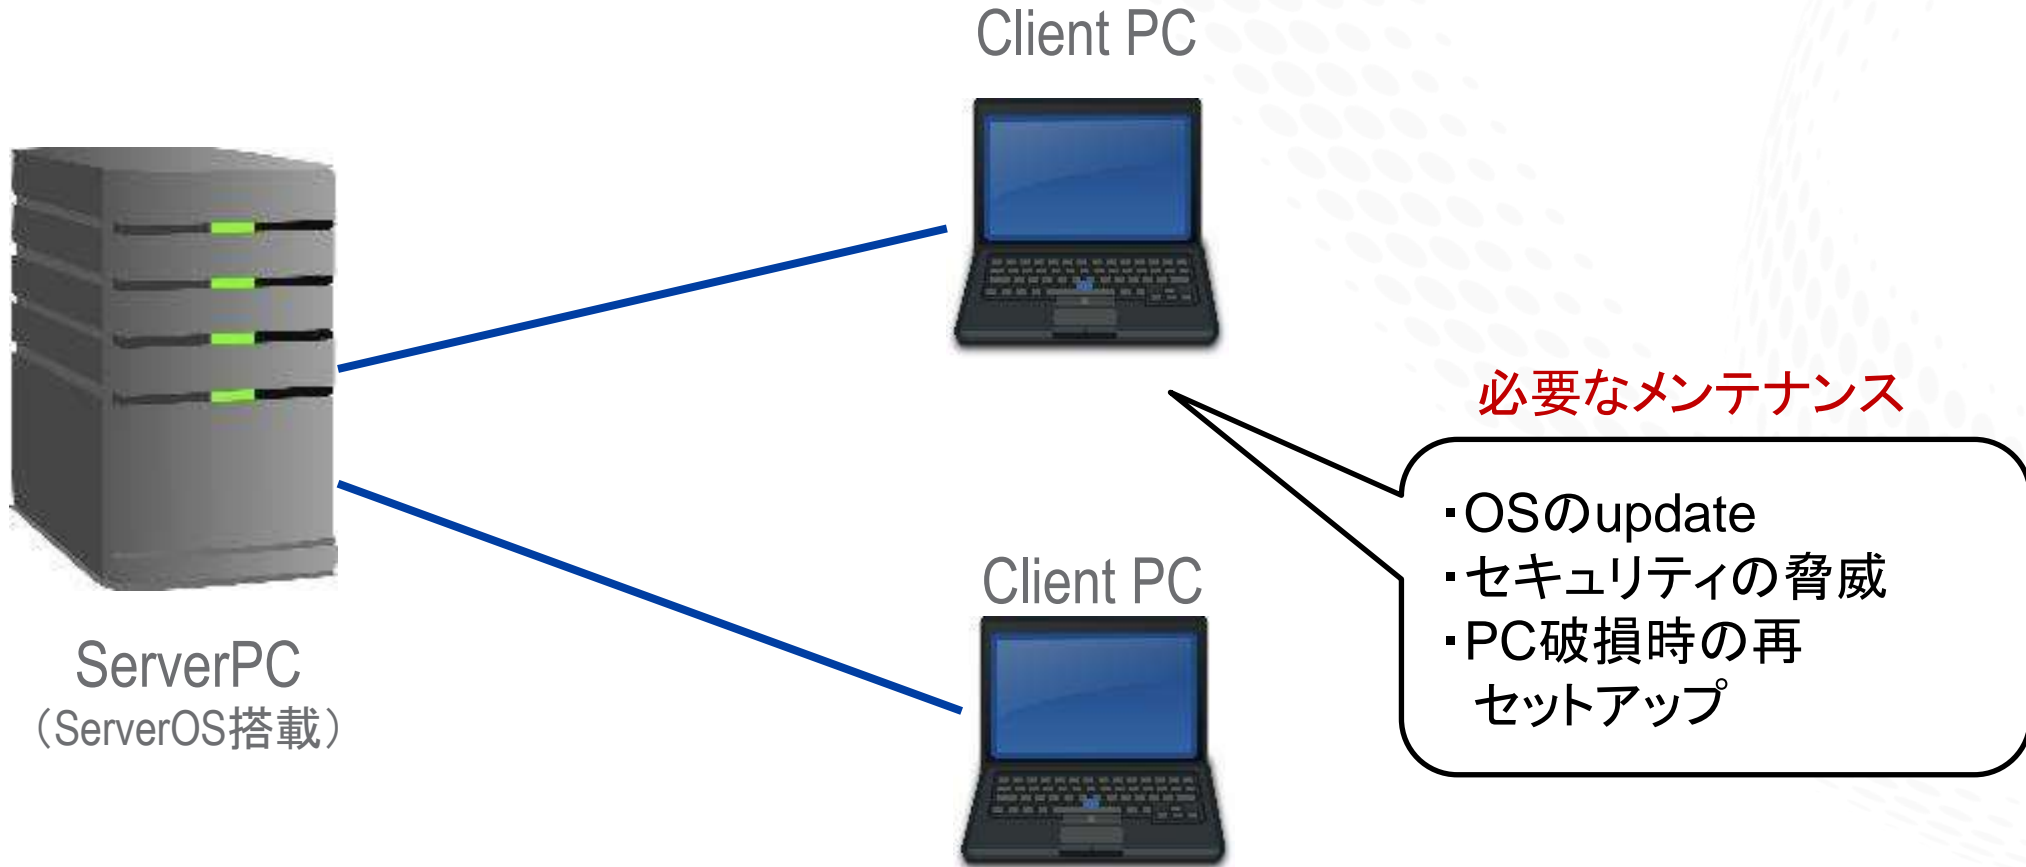 Client PC
必要なメンテナンス
・OSのupdate
・セキュリティの脅威
・PC破損時の再
セットアップ
Client PC
ServerPC
（ServerOS搭載）